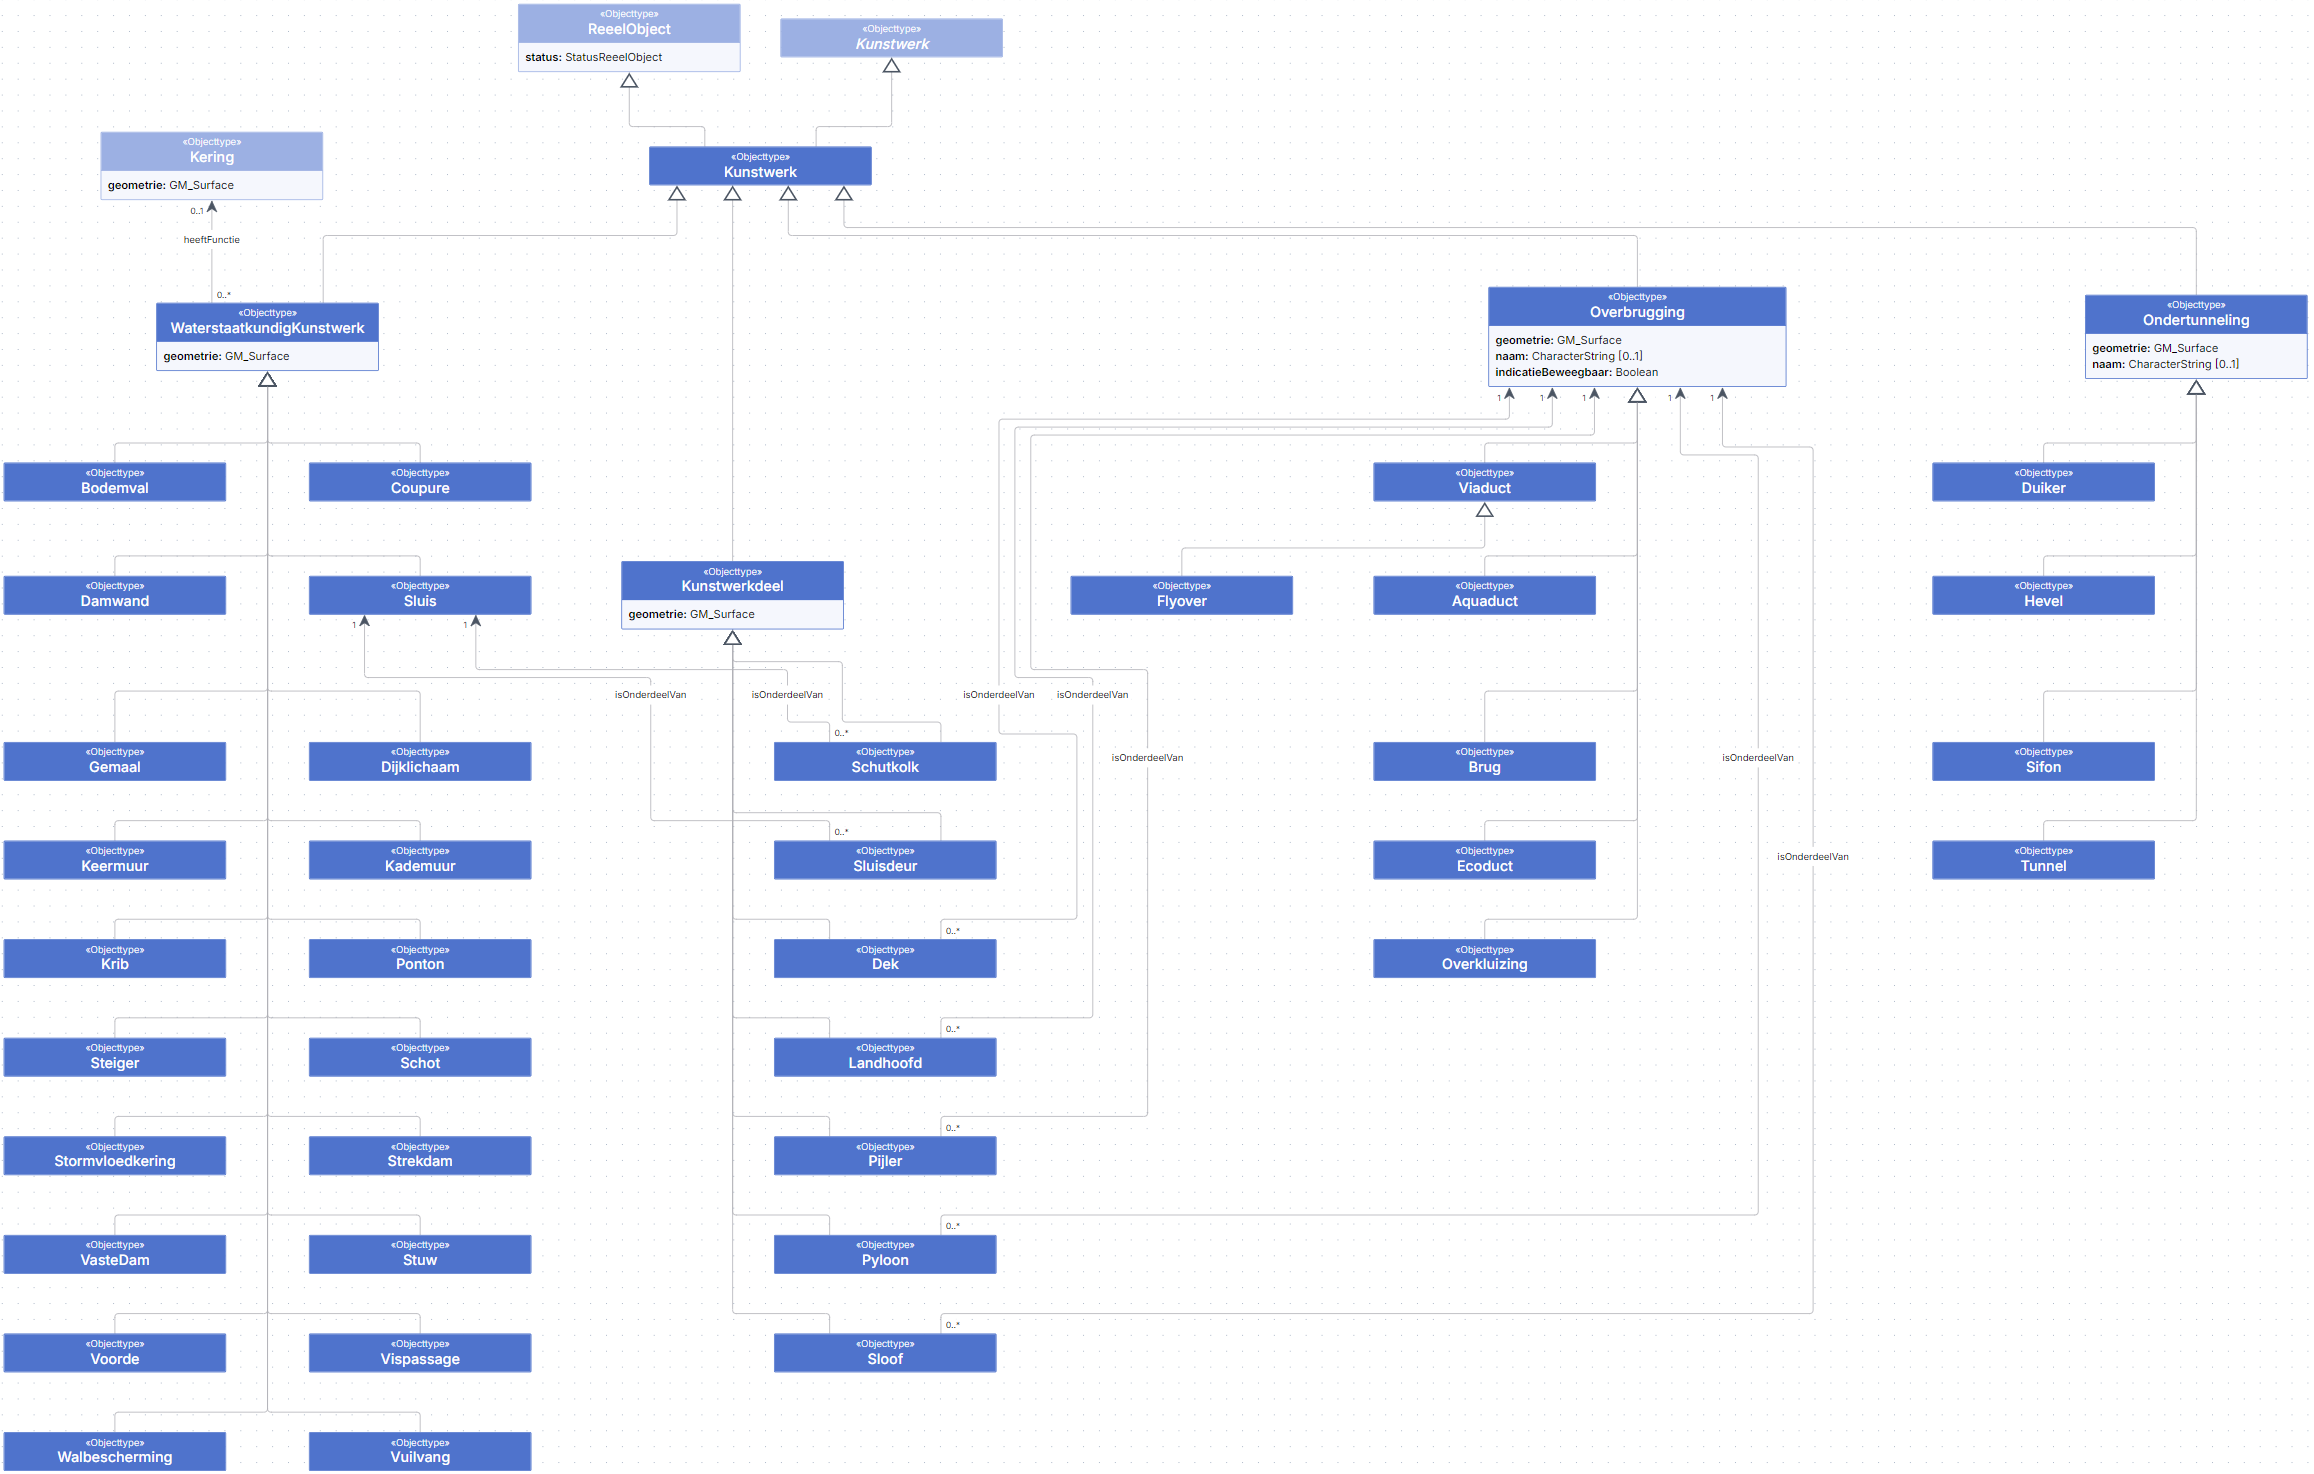 «Objecttype»
ReeelObject
status: StatusReeelObject
«Objecttype»
Kunstwerk
«Objecttype»
Kering
geometrie: GM_Surface
«Objecttype»
Kunstwerk
0..1
heeftFunctie
0..*
«Objecttype»
WaterstaatkundigKunstwerk
geometrie: GM_Surface
«Objecttype»
Overbrugging
geometrie: GM_Surface
naam: CharacterString [0..1]
indicatieBeweegbaar: Boolean
«Objecttype»
Ondertunneling
geometrie: GM_Surface
naam: CharacterString [0..1]
1
1
1
1
1
«Objecttype»
Bodemval
«Objecttype»
Coupure
«Objecttype»
Viaduct
«Objecttype»
Duiker
«Objecttype»
Damwand
«Objecttype»
Sluis
«Objecttype»
Kunstwerkdeel
geometrie: GM_Surface
«Objecttype»
Flyover
«Objecttype»
Aquaduct
«Objecttype»
Hevel
1
1
isOnderdeelVan
isOnderdeelVan
isOnderdeelVan
isOnderdeelVan
0..*
«Objecttype»
Gemaal
«Objecttype»
Dijklichaam
«Objecttype»
Schutkolk
isOnderdeelVan
«Objecttype»
Brug
isOnderdeelVan
«Objecttype»
Sifon
0..*
«Objecttype»
Keermuur
«Objecttype»
Kademuur
«Objecttype»
Sluisdeur
«Objecttype»
Ecoduct
isOnderdeelVan
«Objecttype»
Tunnel
0..*
«Objecttype»
Krib
«Objecttype»
Ponton
«Objecttype»
Dek
«Objecttype»
Overkluizing
0..*
«Objecttype»
Steiger
«Objecttype»
Schot
«Objecttype»
Landhoofd
0..*
«Objecttype»
Stormvloedkering
«Objecttype»
Strekdam
«Objecttype»
Pijler
0..*
«Objecttype»
VasteDam
«Objecttype»
Stuw
«Objecttype»
Pyloon
0..*
«Objecttype»
Voorde
«Objecttype»
Vispassage
«Objecttype»
Sloof
«Objecttype»
Walbescherming
«Objecttype»
Vuilvang